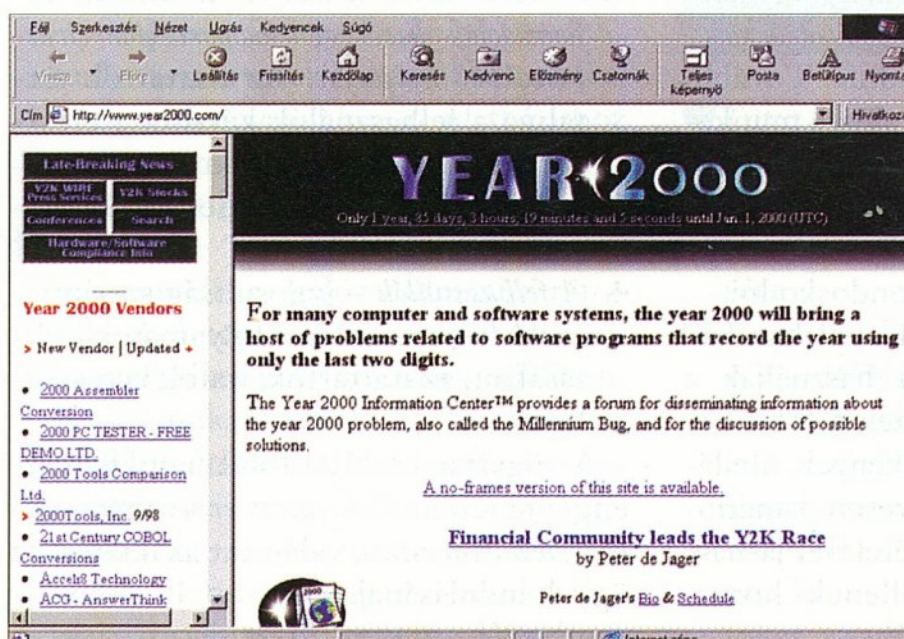 Fájl Szerkesztés Nézet Ugrás Kedvencek Súgó
Vissza Előre Leállítás Frissítés Kezdőlap Keresés Kedvenc Előzmény Csatornák Teljes képernyő Posta Betűtípus
Cím http://www.year2000.com/
Late-Breaking News
Y2K WIRE Press Services
Y2K Stocks
Conferences
Search
Hardware/Software
Compliance Info
Year 2000 Vendors
> New Vendor | Updated +
2000 Assembler
Conversion
2000 PC TESTER - FREE
DEMO LTD.
2000 Tools Comparison
Ltd.
> 2000Tools, Inc 9/98
21st Century COBOL
Conversions
Acceler8 Technology
ACG - AnswerThink
YEAR 2000
Only 1 year, 85 days, 3 hours, 19 minutes and 5 seconds until Jan. 1, 2000 (UTC)
For many computer and software systems, the year 2000 will bring a
host of problems related to software programs that record the year using
only the last two digits.
The Year 2000 Information Center™ provides a forum for disseminating information about
the year 2000 problem, also called the Millennium Bug, and for the discussion of possible
solutions.
A no-frames version of this site is available.
Financial Community leads the Y2K Race
by Peter de Jager
Peter de Jager's Bio & Schedule